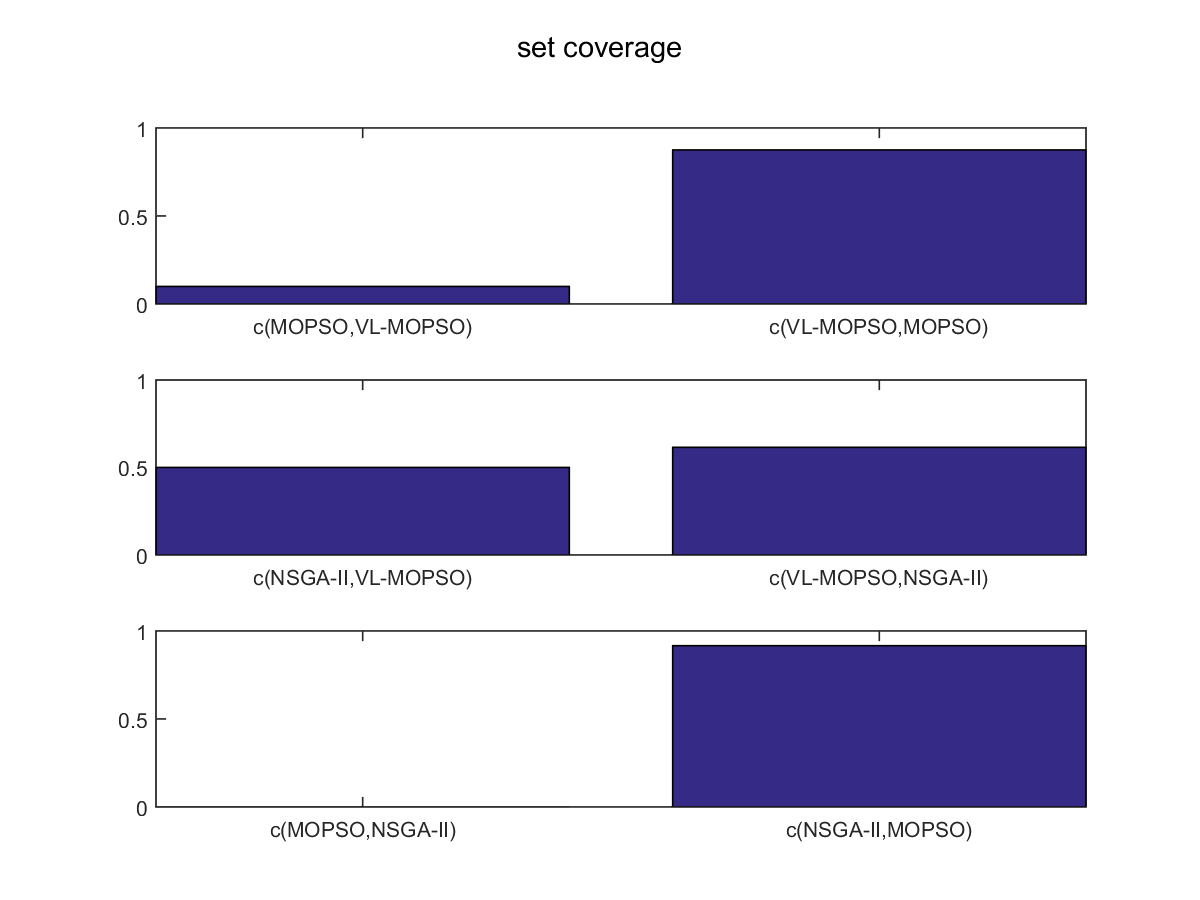 set coverage
1
0.5
0
c(MOPSO,VL-MOPSO) c(VL-MOPSO,MOPSO)
1
0.5
0
c(NSGA-II,VL-MOPSO) c(VL-MOPSO,NSGA-II)
1
0.5
0
c(MOPSO,NSGA-II) c(NSGA-II,MOPSO)